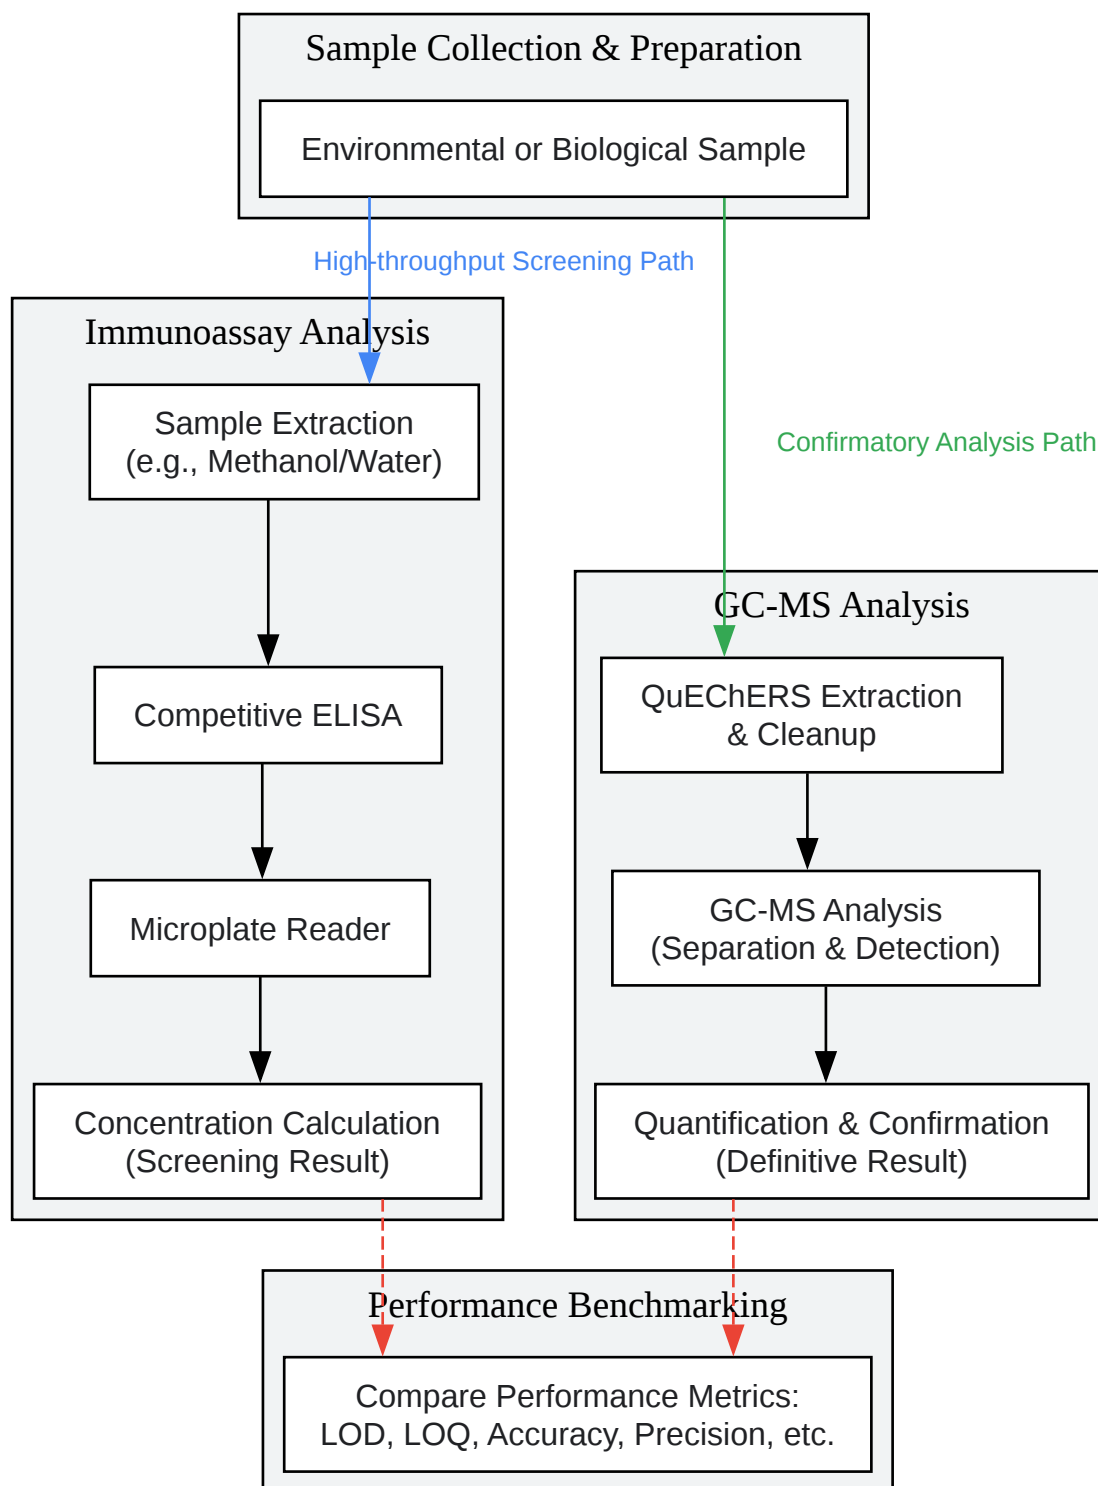 Sample Collection & Preparation
Environmental or Biological Sample
High-throughput Screening Path
Immunoassay Analysis
Sample Extraction
(e.g., Methanol/Water)
Confirmatory Analysis Path
Competitive ELISA
Microplate Reader
Concentration Calculation
(Screening Result)
GC-MS Analysis
QuEChERS Extraction
& Cleanup
GC-MS Analysis
(Separation & Detection)
Quantification & Confirmation
(Definitive Result)
Performance Benchmarking
Compare Performance Metrics:
LOD, LOQ, Accuracy, Precision, etc.